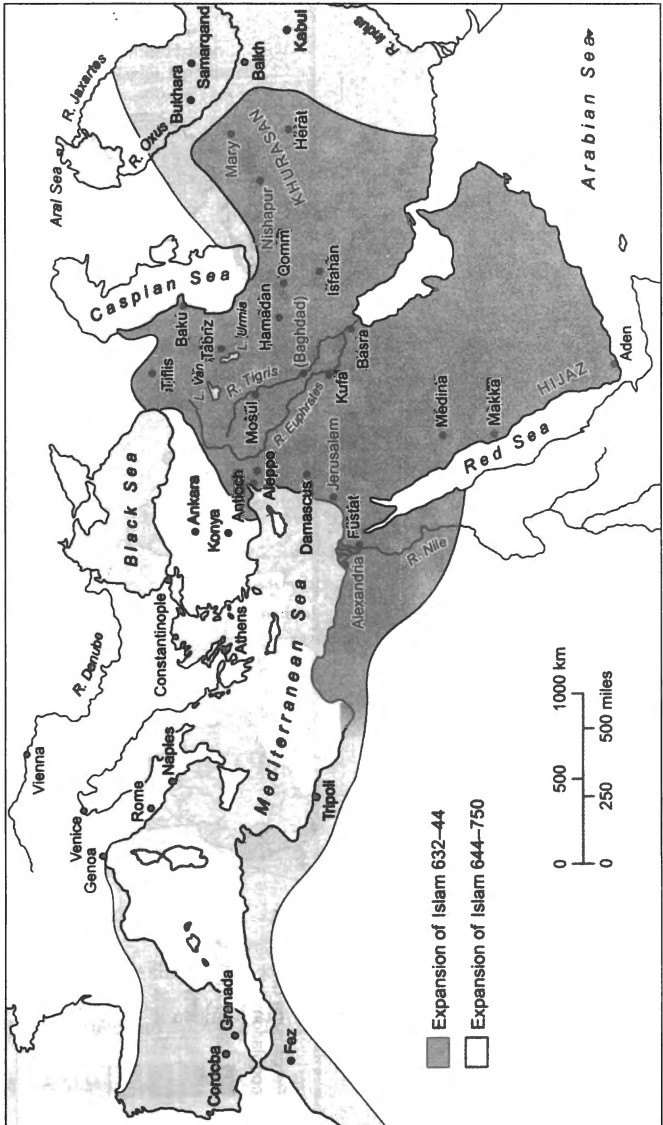 Aral Sea
R. Jaxartes
Bukhara
Samarqand
R. Oxus
Balkh
Kabul
R. Indus
Caspian Sea
Mary
KHURASAN
Herat
Nishapur
Baku
Tiflis
Tabriz
L. Van
L. Urmia
Hamadan
Qomm
Isfahan
R. Tigris
(Baghdad)
Mosul
R. Euphrates
Basra
Kufa
Arabian Sea
Black Sea
Ankara
Konya
Antioch
Aleppo
Damascus
Jerusalem
Fustat
Medina
Makka
HIJAZ
Aden
Red Sea
R. Nile
Alexandria
Constantinople
Athens
R. Danube
Mediterranean Sea
Vienna
Venice
Genoa
Rome
Naples
Tripoli
Cordoba
Granada
Fez
0 500 1000 km
0 250 500 miles
Expansion of Islam 632–44
Expansion of Islam 644–750